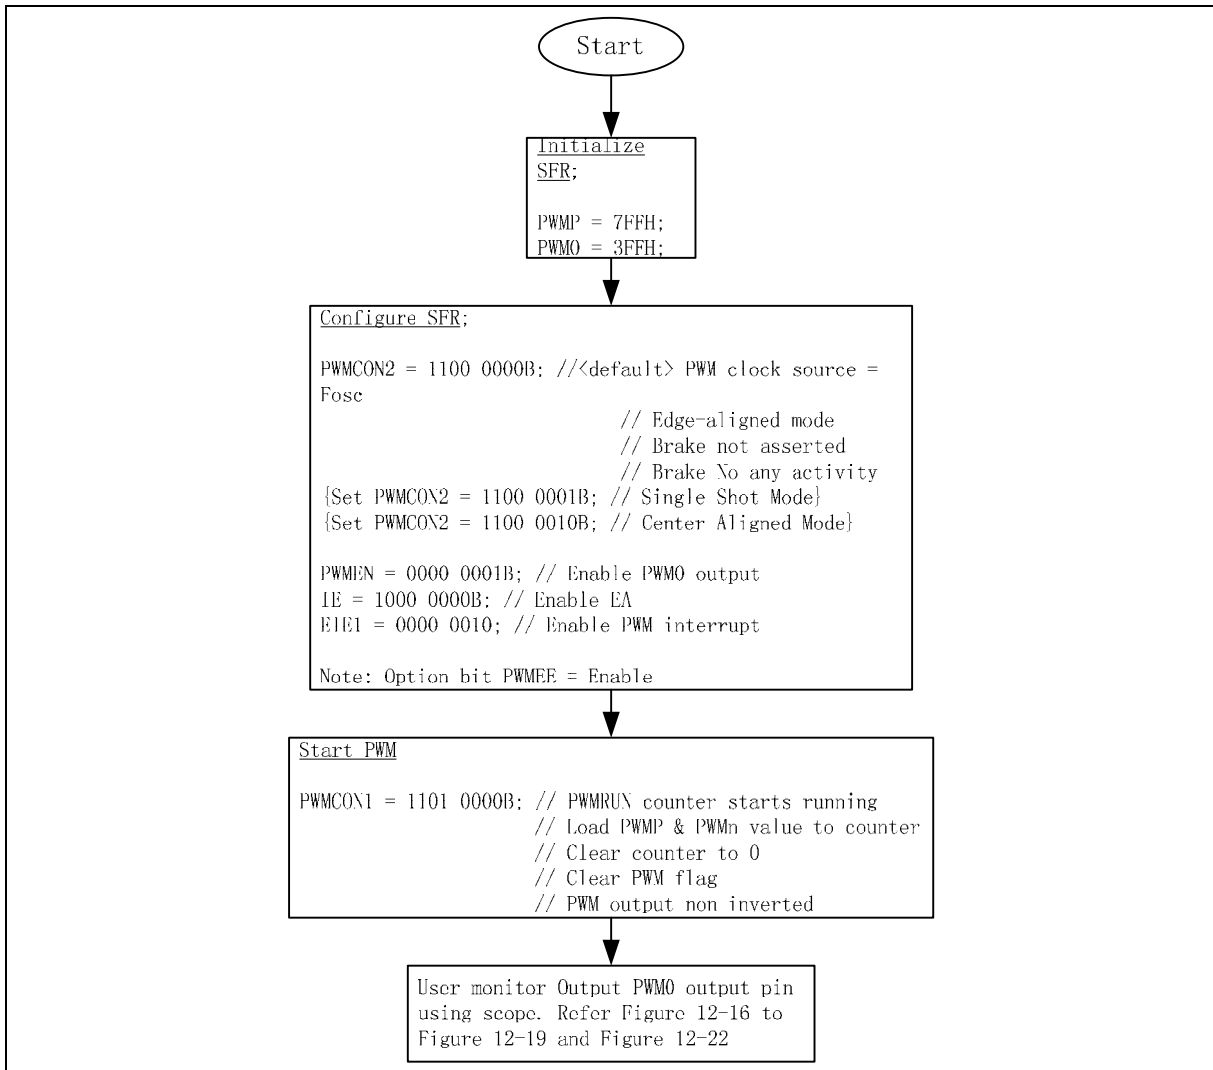 Start
Initialize
SFR;
PWMP = 7FFH;
PWM0 = 3FFH;
Configure SFR;
PWMCON2 = 1100 0000B; //<default> PWM clock source =
Fosc
// Edge-aligned mode
// Brake not asserted
// Brake No any activity
{Set PWMCON2 = 1100 0001B; // Single Shot Mode}
{Set PWMCON2 = 1100 0010B; // Center Aligned Mode}
PWMEN = 0000 0001B; // Enable PWM0 output
IE = 1000 0000B; // Enable EA
EIE1 = 0000 0010; // Enable PWM interrupt
Note: Option bit PWMEE = Enable
Start PWM
PWMCON1 = 1101 0000B; // PWMRUN counter starts running
// Load PWMP & PWMn value to counter
// Clear counter to 0
// Clear PWM flag
// PWM output non inverted
User monitor Output PWM0 output pin
using scope. Refer Figure 12-16 to
Figure 12-19 and Figure 12-22